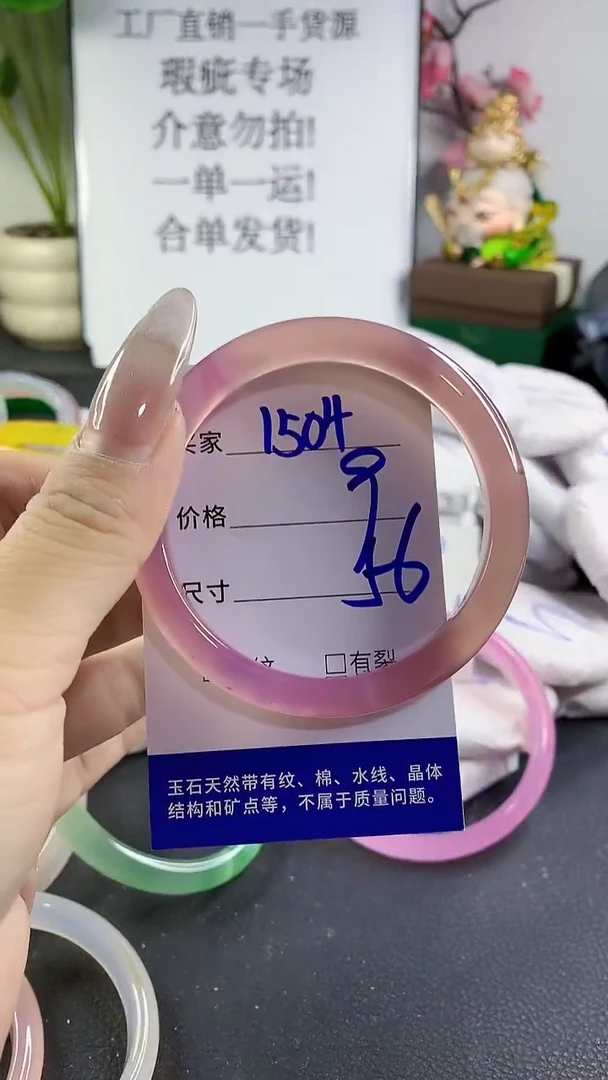 工厂直销一手货源
瑕疵专场
介意勿拍!
一单一运!
合单发货!
家 1504
价格 9
尺寸 56
纹 □有裂
玉石天然带有纹、棉、水线、晶体
结构和矿点等，不属于质量问题。